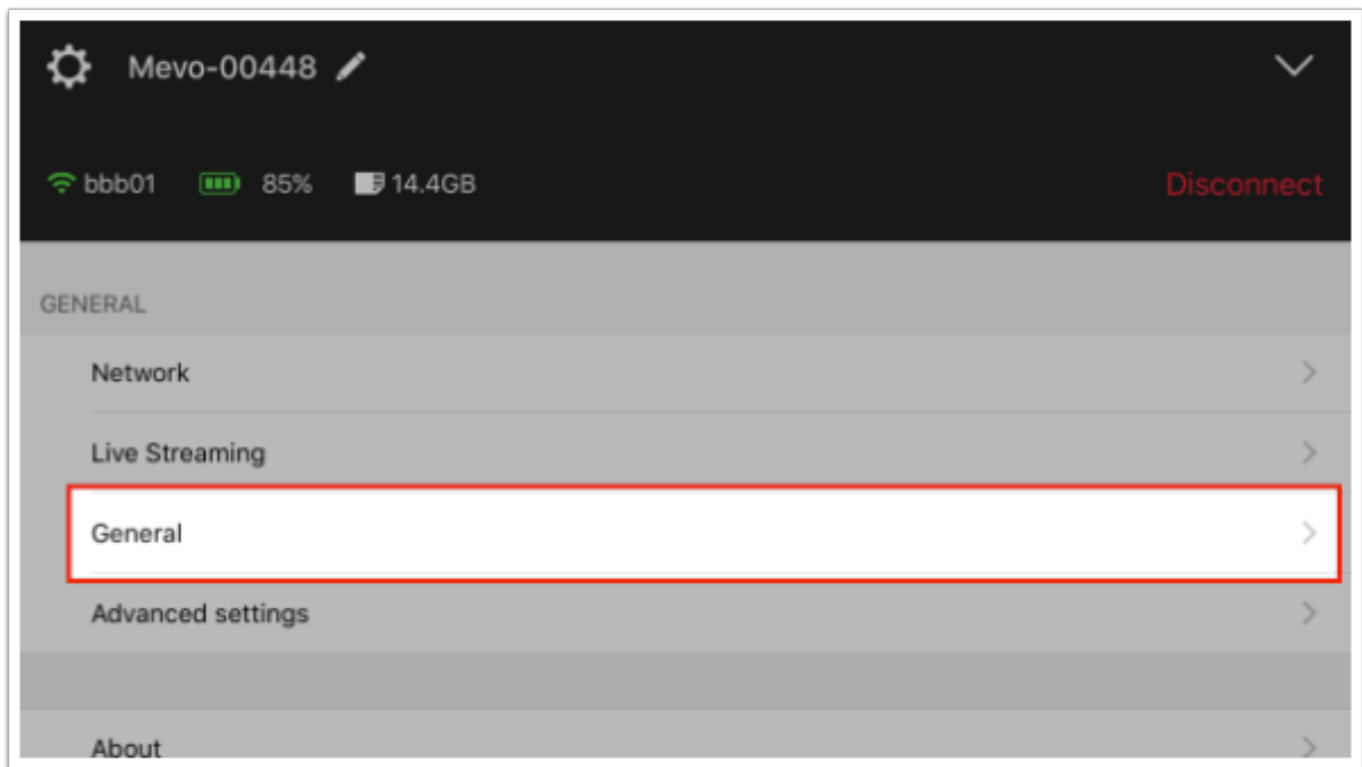 Mevo-00448
bbb01 85% 14.4GB Disconnect
GENERAL
Network
Live Streaming
General
Advanced settings
About